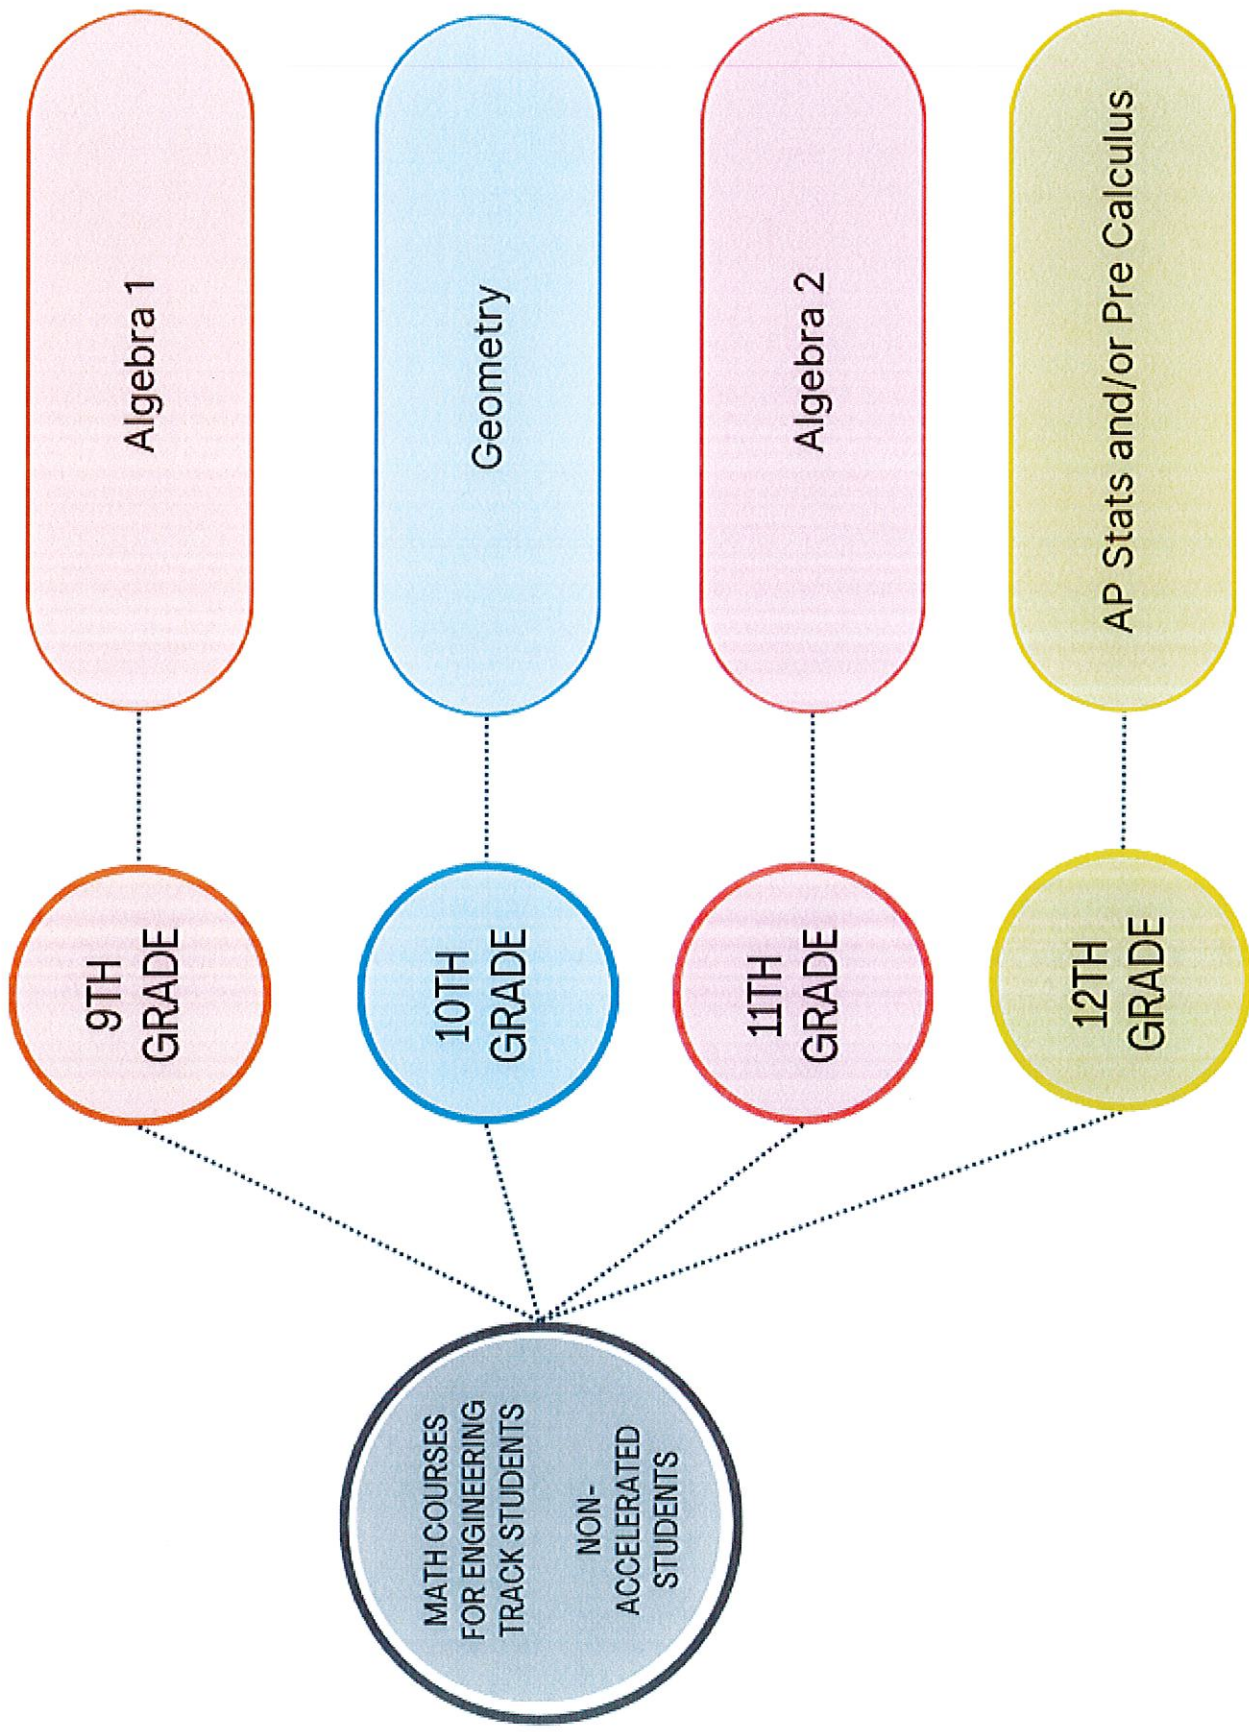 MATH COURSES
FOR ENGINEERING
TRACK STUDENTS
NON-
ACCELERATED
STUDENTS
9TH
GRADE
Algebra 1
10TH
GRADE
Geometry
11TH
GRADE
Algebra 2
12TH
GRADE
AP Stats and/or Pre Calculus